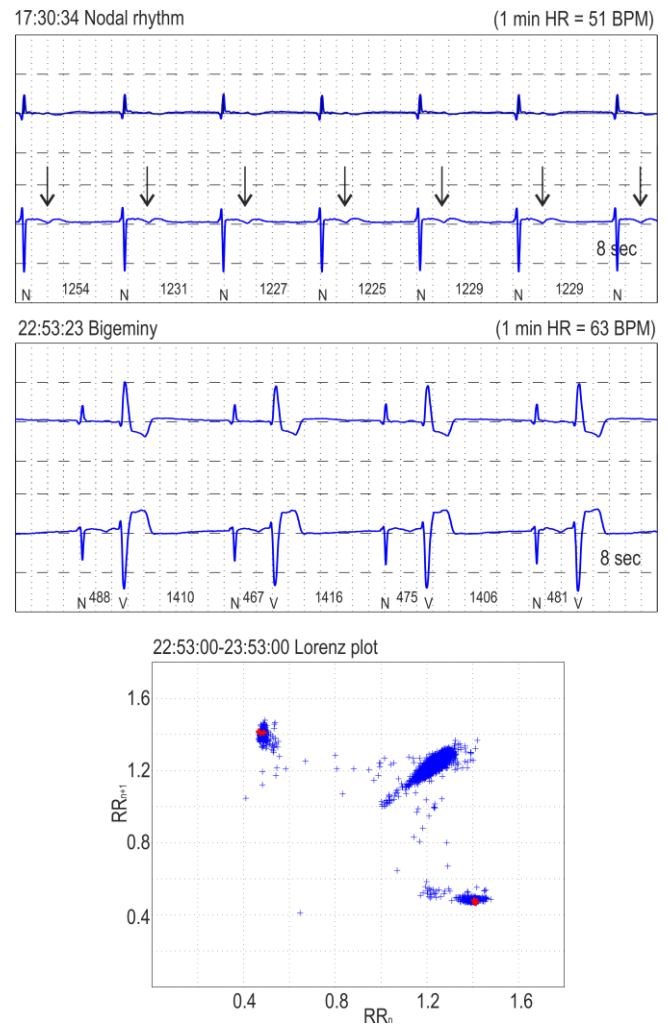 17:30:34 Nodal rhythm (1 min HR = 51 BPM)
8 sec
N 1254 N 1231 N 1227 N 1225 N 1229 N 1229 N
22:53:23 Bigeminy (1 min HR = 63 BPM)
8 sec
N 488 V 1410 N 467 V 1416 N 475 V 1406 N 481 V
22:53:00-23:53:00 Lorenz plot
1.6
1.2
RRn+1
0.8
0.4
0.4 0.8 1.2 1.6
RRn